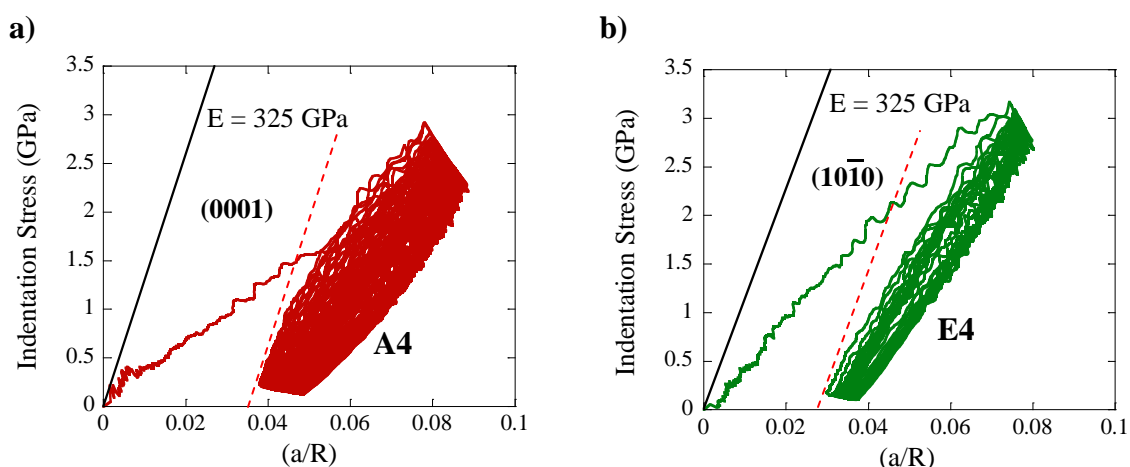 a)
3.5
3
2.5
2
1.5
1
0.5
0
Indentation Stress (GPa)
E = 325 GPa
(0001)
A4
0 0.02 0.04 0.06 0.08 0.1
(a/R)
b)
3.5
3
2.5
2
1.5
1
0.5
0
Indentation Stress (GPa)
E = 325 GPa
(101̅0)
E4
0 0.02 0.04 0.06 0.08 0.1
(a/R)